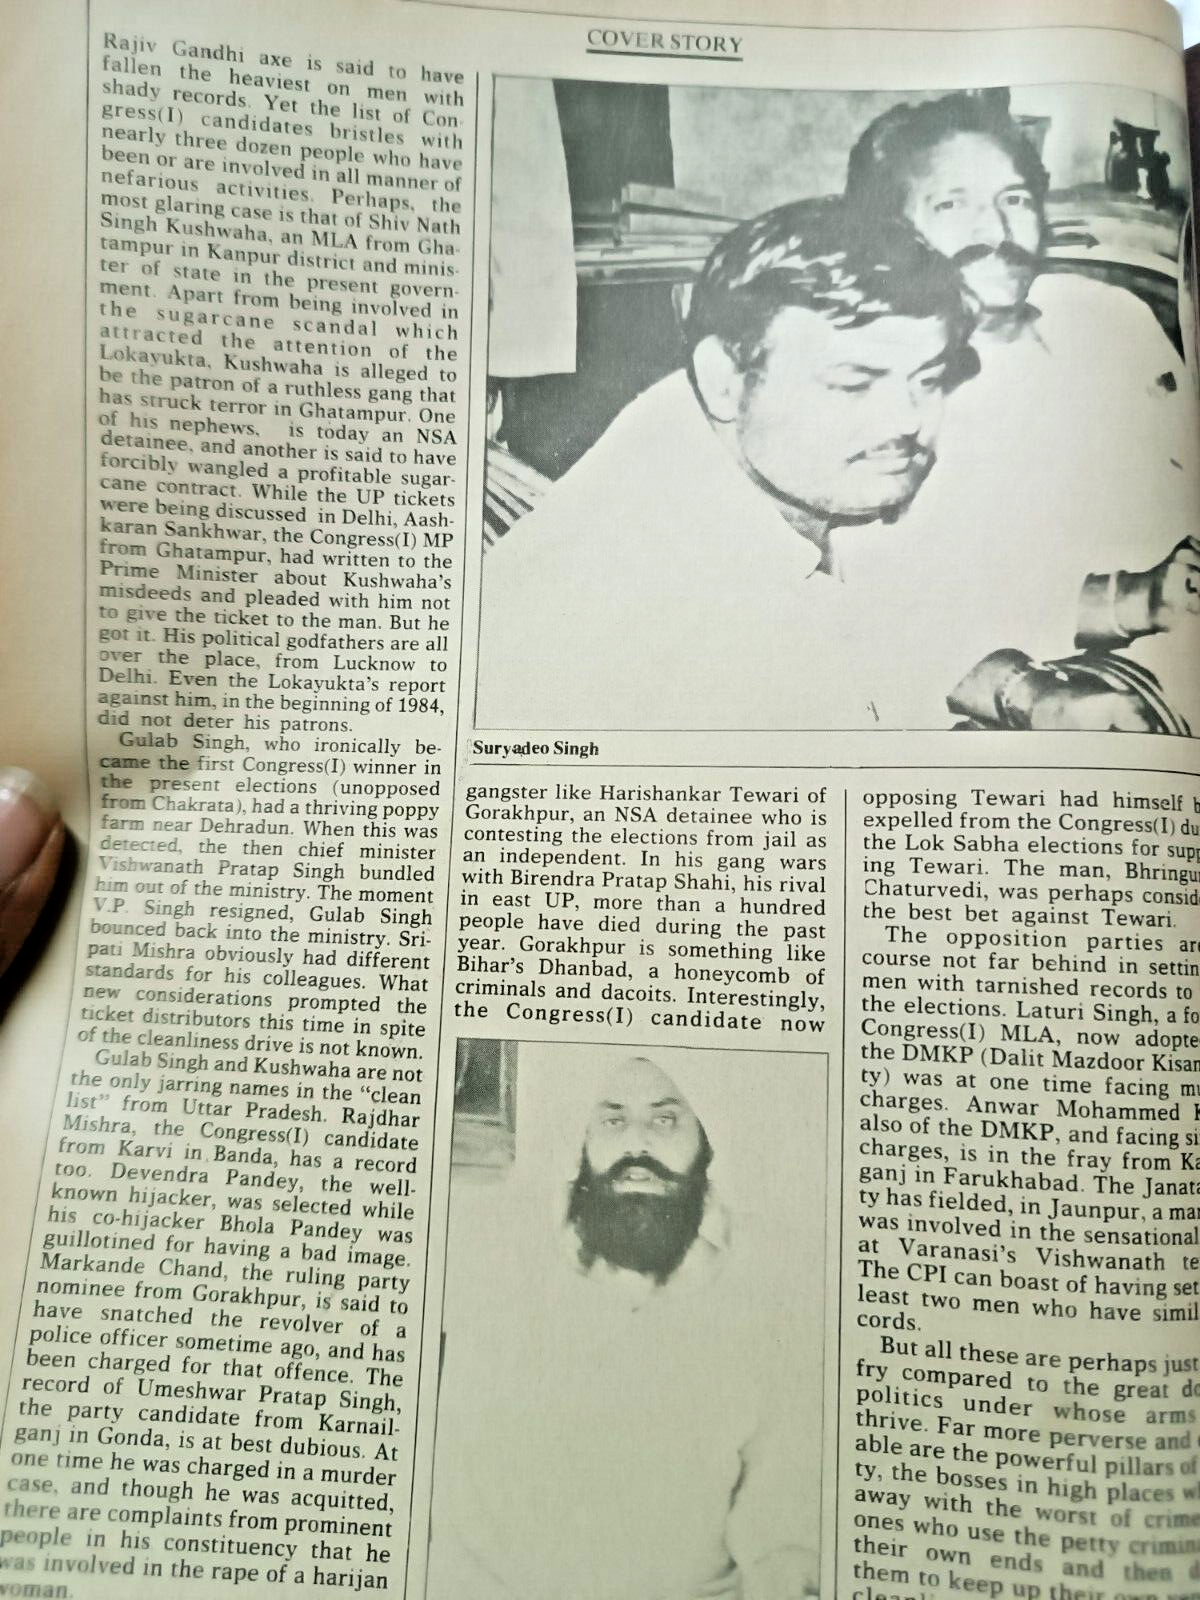 COVER STORY
Rajiv Gandhi axe is said to have
fallen the heaviest on men with
shady records. Yet the list of Con-
gress(I) candidates bristles with
nearly three dozen people who have
been or are involved in all manner of
nefarious activities. Perhaps, the
most glaring case is that of Shiv Nath
Singh Kushwaha, an MLA from Gha-
tampur in Kanpur district and minis-
ter of state in the present govern-
ment. Apart from being involved in
the sugarcane scandal which
attracted the attention of the
Lokayukta, Kushwaha is alleged to
be the patron of a ruthless gang that
has struck terror in Ghatampur. One
of his nephews, is today an NSA
detainee, and another is said to have
forcibly wangled a profitable sugar-
cane contract. While the UP tickets
were being discussed in Delhi, Aash-
karan Sankhwar, the Congress(I) MP
from Ghatampur, had written to the
Prime Minister about Kushwaha's
misdeeds and pleaded with him not
to give the ticket to the man. But he
got it. His political godfathers are all
over the place, from Lucknow to
Delhi. Even the Lokayukta's report
against him, in the beginning of 1984,
did not deter his patrons.
Gulab Singh, who ironically be-
came the first Congress(I) winner in
the present elections (unopposed
from Chakrata), had a thriving poppy
farm near Dehradun. When this was
detected, the then chief minister
Vishwanath Pratap Singh bundled
him out of the ministry. The moment
V.P. Singh resigned, Gulab Singh
bounced back into the ministry. Sri-
pati Mishra obviously had different
standards for his colleagues. What
new considerations prompted the
ticket distributors this time in spite
of the cleanliness drive is not known.
Gulab Singh and Kushwaha are not
the only jarring names in the "clean
list" from Uttar Pradesh. Rajdhar
Mishra, the Congress(I) candidate
from Karvi in Banda, has a record
too. Devendra Pandey, the well-
known hijacker, was selected while
his co-hijacker Bhola Pandey was
guillotined for having a bad image.
Markande Chand, the ruling party
nominee from Gorakhpur, is said to
have snatched the revolver of a
police officer sometime ago, and has
been charged for that offence. The
record of Umeshwar Pratap Singh,
the party candidate from Karnail-
ganj in Gonda, is at best dubious. At
one time he was charged in a murder
case, and though he was acquitted,
there are complaints from prominent
people in his constituency that he
was involved in the rape of a harijan
woman.
Suryadeo Singh
gangster like Harishankar Tewari of
Gorakhpur, an NSA detainee who is
contesting the elections from jail as
an independent. In his gang wars
with Birendra Pratap Shahi, his rival
in east UP, more than a hundred
people have died during the past
year. Gorakhpur is something like
Bihar's Dhanbad, a honeycomb of
criminals and dacoits. Interestingly,
the Congress(I) candidate now
opposing Tewari had himself
expelled from the Congress(I)
the Lok Sabha elections for
ing Tewari. The man,
Chaturvedi, was perhaps
the best bet against Tewari.
The opposition parties
course not far behind in
men with tarnished records to
the elections. Laturi Singh, a
Congress(I) MLA, now
the DMKP (Dalit Mazdoor Kisan
ty) was at one time facing
charges. Anwar Mohammed
also of the DMKP, and facing
charges, is in the fray from
ganj in Farukhabad. The
ty has fielded, in Jaunpur, a
was involved in the sensational
at Varanasi's Vishwanath
The CPI can boast of having
least two men who have
cords.
But all these are perhaps just
fry compared to the great
politics under whose arms
thrive. Far more perverse and
able are the powerful pillars of
ty, the bosses in high places
away with the worst of
ones who use the petty
their own ends and then
them to keep up their own